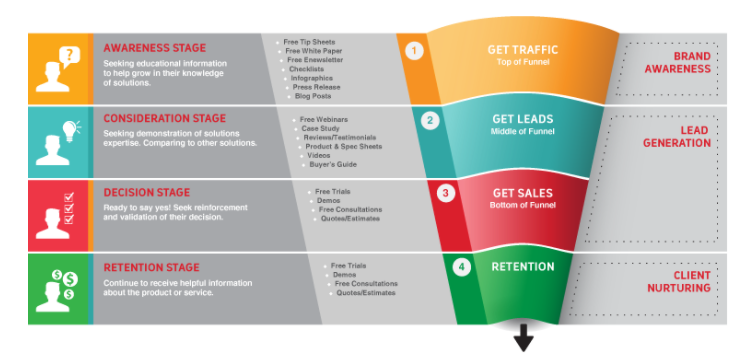 AWARENESS STAGE
Seeking educational information
to help grow in their knowledge
of solutions.
Free Tip Sheets
Free White Paper
Free Enewsletter
Checklists
Infographics
Press Release
Blog Posts
1
GET TRAFFIC
Top of Funnel
BRAND
AWARENESS
CONSIDERATION STAGE
Seeking demonstration of solutions
expertise. Comparing to other solutions.
Free Webinars
Case Study
Reviews/Testimonials
Product & Spec Sheets
Videos
Buyer's Guide
2
GET LEADS
Middle of Funnel
LEAD
GENERATION
DECISION STAGE
Ready to say yes! Seek reinforcement
and validation of their decision.
Free Trials
Demos
Free Consultations
Quotes/Estimates
3
GET SALES
Bottom of Funnel
RETENTION STAGE
Continue to receive helpful information
about the product or service.
Free Trials
Demos
Free Consultations
Quotes/Estimates
4
RETENTION
CLIENT
NURTURING